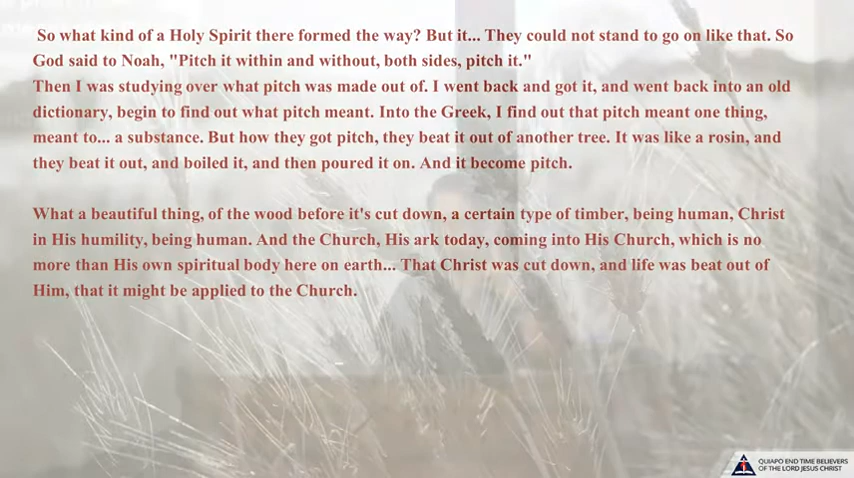 So what kind of a Holy Spirit there formed the way? But it... They could not stand to go on like that. So
God said to Noah, "Pitch it within and without, both sides, pitch it."
Then I was studying over what pitch was made out of. I went back and got it, and went back into an old
dictionary, begin to find out what pitch meant. Into the Greek, I find out that pitch meant one thing,
meant to... a substance. But how they got pitch, they beat it out of another tree. It was like a rosin, and
they beat it out, and boiled it, and then poured it on. And it become pitch.
What a beautiful thing, of the wood before it's cut down, a certain type of timber, being human, Christ
in His humility, being human. And the Church, His ark today, coming into His Church, which is no
more than His own spiritual body here on earth... That Christ was cut down, and life was beat out of
Him, that it might be applied to the Church.
QUIAPO END TIME BELIEVERS
OF THE LORD JESUS CHRIST